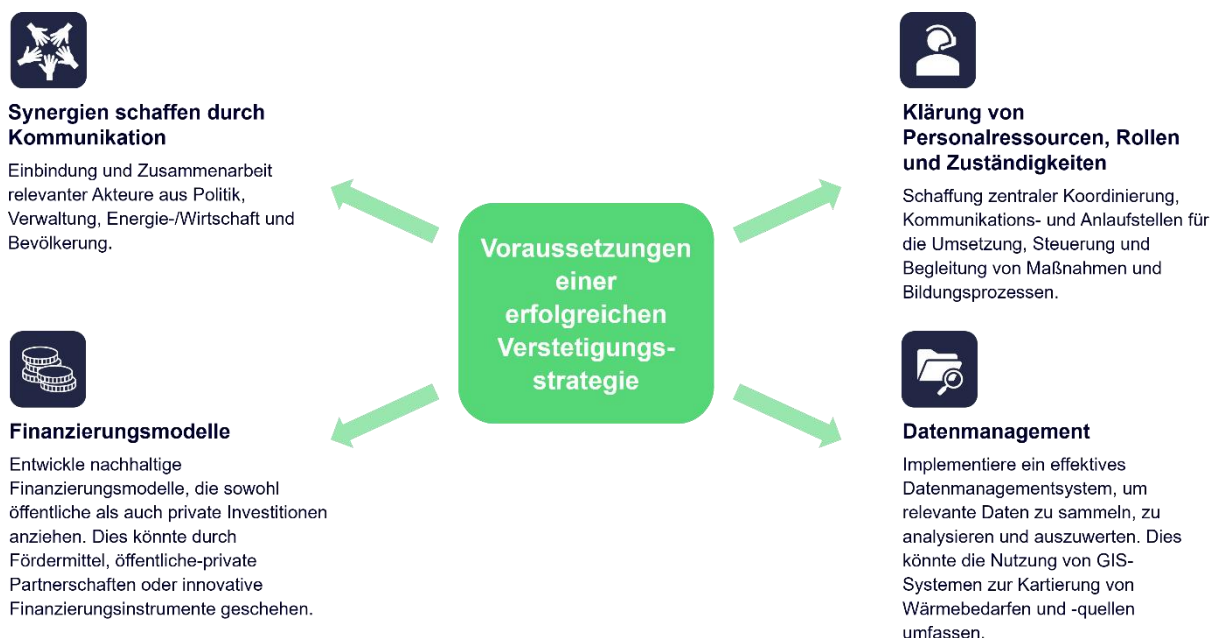 Synergien schaffen durch
Kommunikation
Einbindung und Zusammenarbeit
relevanter Akteure aus Politik,
Verwaltung, Energie-/Wirtschaft und
Bevölkerung.
Klärung von
Personalressourcen, Rollen
und Zuständigkeiten
Schaffung zentraler Koordinierung,
Kommunikations- und Anlaufstellen für
die Umsetzung, Steuerung und
Begleitung von Maßnahmen und
Bildungsprozessen.
Voraussetzungen
einer
erfolgreichen
Verstetigungs-
strategie
Finanzierungsmodelle
Entwickle nachhaltige
Finanzierungsmodelle, die sowohl
öffentliche als auch private Investitionen
anziehen. Dies könnte durch
Fördermittel, öffentliche-private
Partnerschaften oder innovative
Finanzierungsinstrumente geschehen.
Datenmanagement
Implementiere ein effektives
Datenmanagementsystem, um
relevante Daten zu sammeln, zu
analysieren und auszuwerten. Dies
könnte die Nutzung von GIS-
Systemen zur Kartierung von
Wärmebedarfen und -quellen
umfassen.